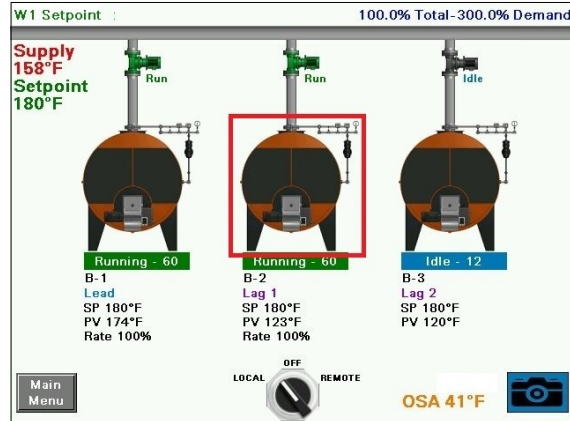 W1 Setpoint :
100.0% Total-300.0% Demand
Supply
158°F
Setpoint
180°F
Run
Run
Idle
Running - 60
B-1
Lead
SP 180°F
PV 174°F
Rate 100%
Running - 60
B-2
Lag 1
SP 180°F
PV 123°F
Rate 100%
Idle - 12
B-3
Lag 2
SP 180°F
PV 120°F
Main
Menu
OFF
LOCAL
REMOTE
OSA 41°F